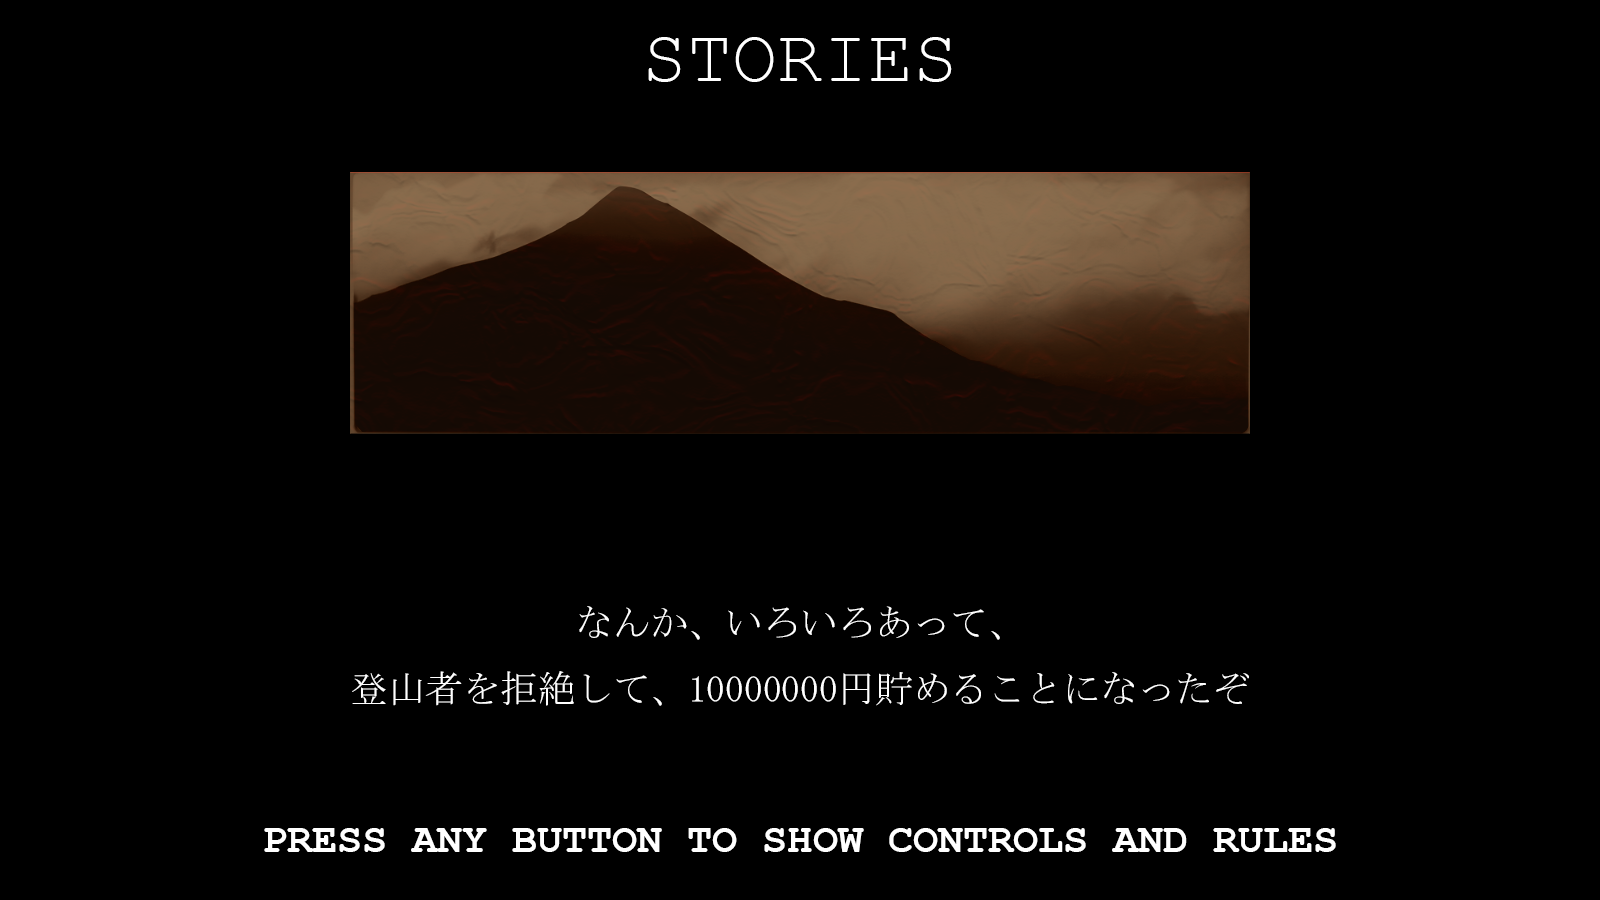 STORIES
なんか、いろいろあって、
登山者を拒絶して、10000000円貯めることになったぞ
PRESS ANY BUTTON TO SHOW CONTROLS AND RULES